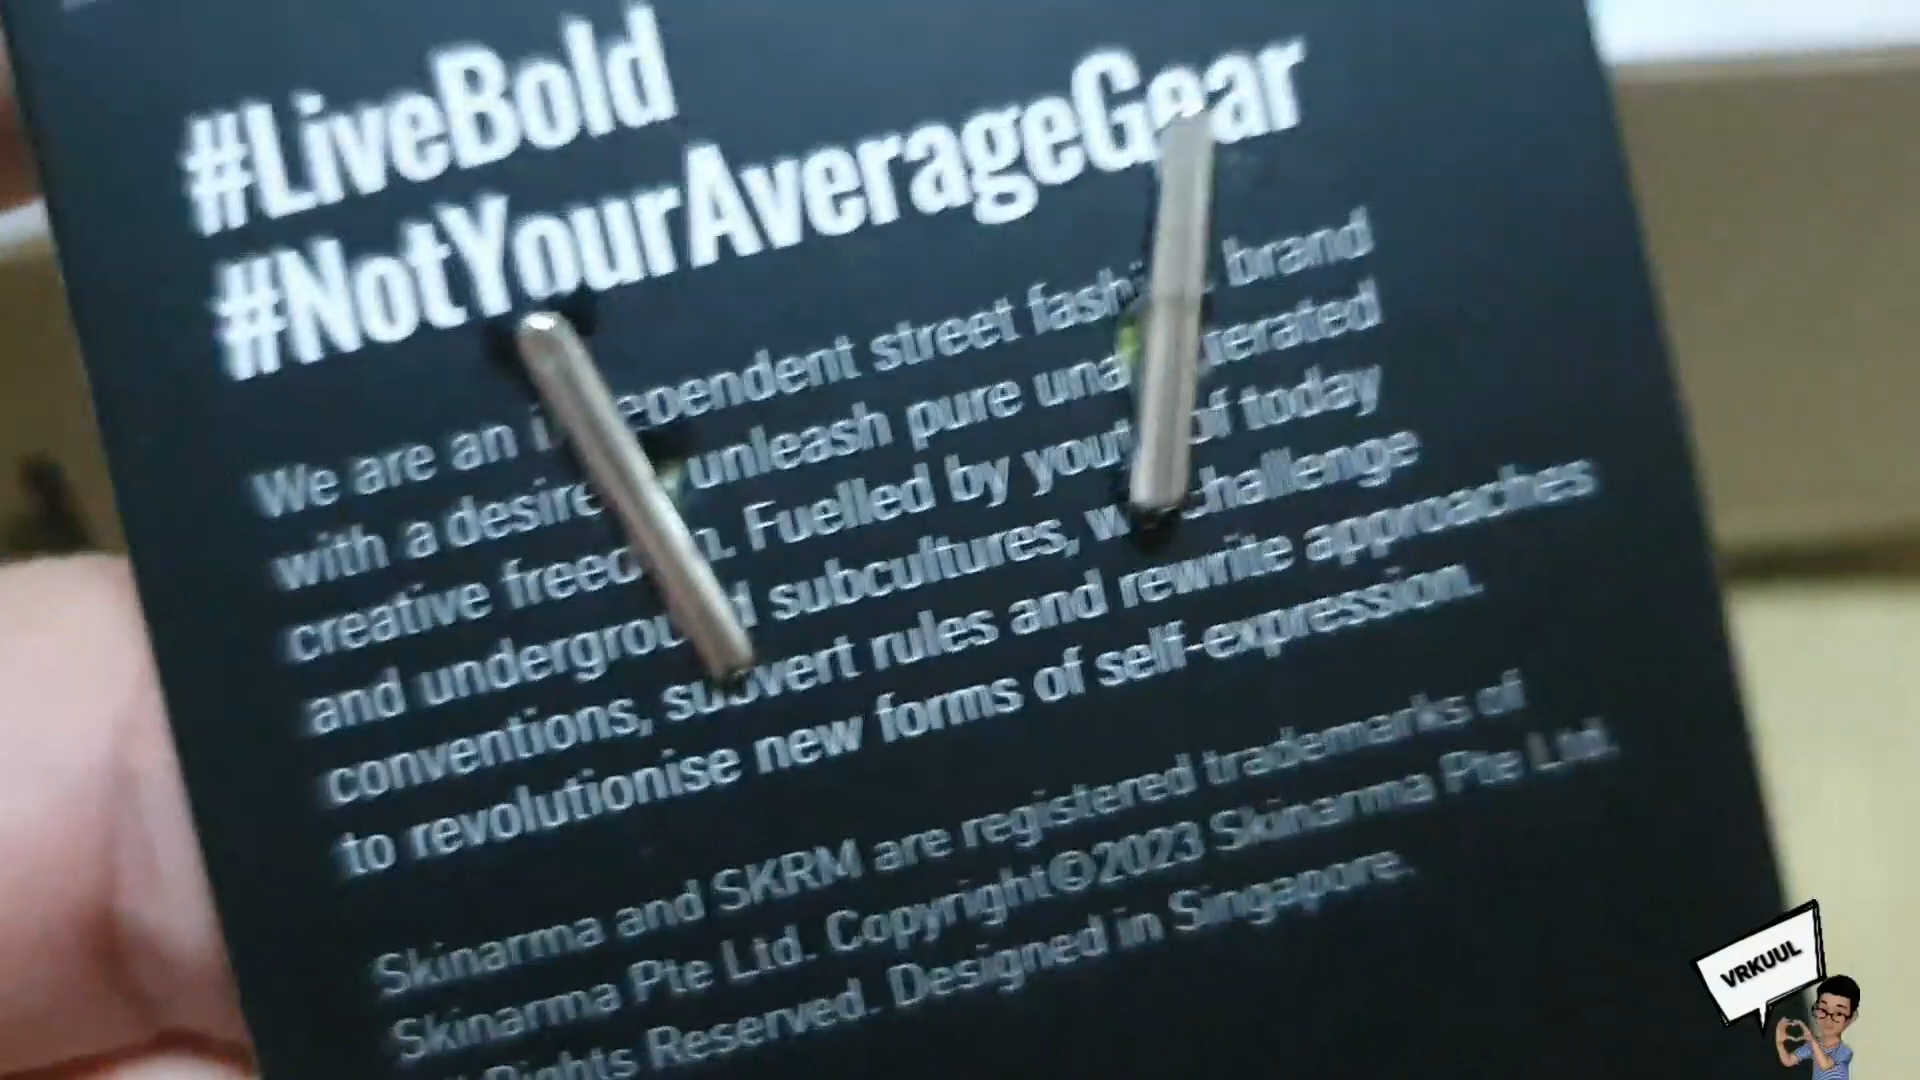 #LiveBold
#NotYourAverageGear
We are an independent street fashion brand
with a desire unleash pure una erated
creative freedom. Fuelled by youth of today
and underground subcultures, we challenge
conventions, subvert rules and rewrite approaches
to revolutionise new forms of self-expression.
Skinarma and SKRM are registered trademarks of
Skinarma Pte Ltd. Copyright©2023 Skinarma Pte Ltd.
Rights Reserved. Designed in Singapore.
VRKUUL